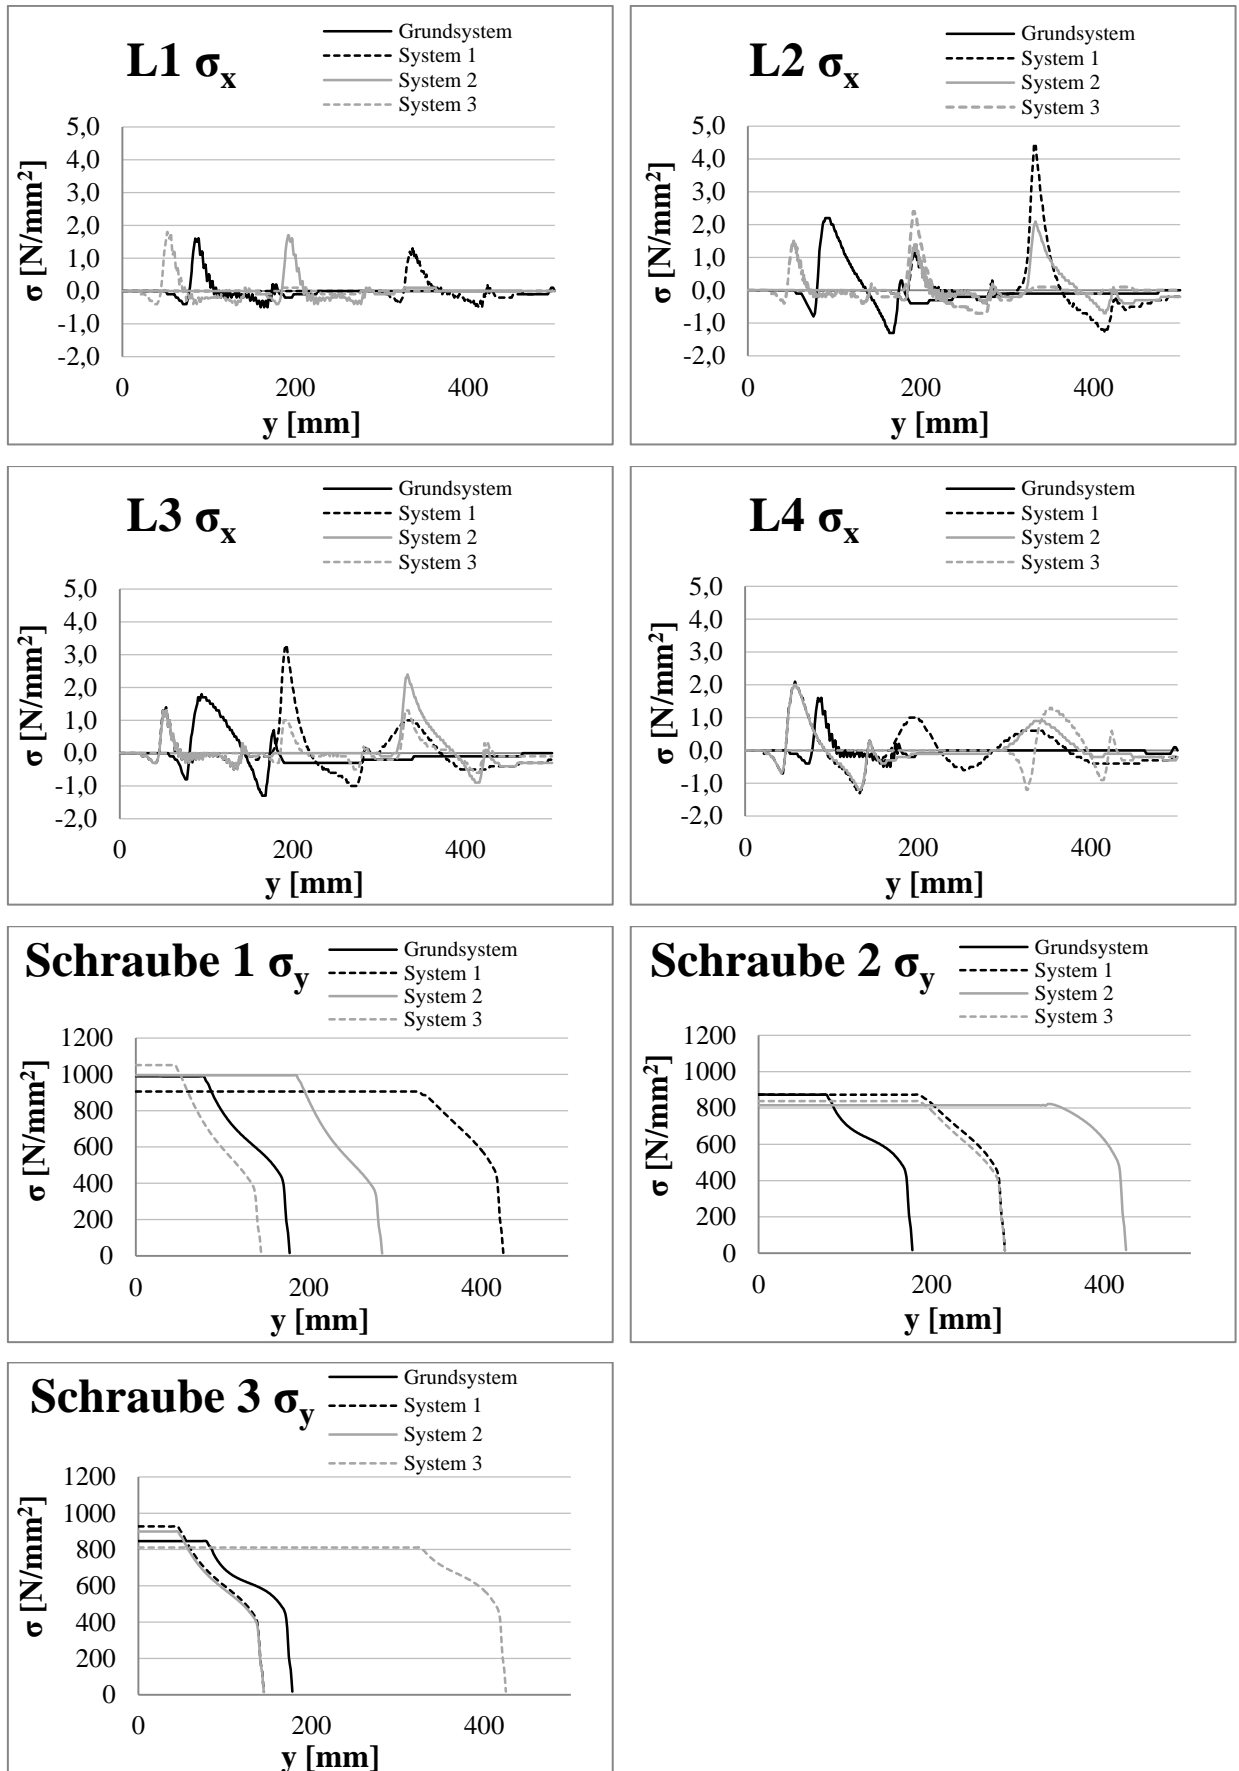 L1 σx
Grundsystem
System 1
System 2
System 3
σ [N/mm2]
5,0
4,0
3,0
2,0
1,0
0,0
-1,0
-2,0
0 200 400
y [mm]
L2 σx
Grundsystem
System 1
System 2
System 3
σ [N/mm2]
5,0
4,0
3,0
2,0
1,0
0,0
-1,0
-2,0
0 200 400
y [mm]
L3 σx
Grundsystem
System 1
System 2
System 3
σ [N/mm2]
5,0
4,0
3,0
2,0
1,0
0,0
-1,0
-2,0
0 200 400
y [mm]
L4 σx
Grundsystem
System 1
System 2
System 3
σ [N/mm2]
5,0
4,0
3,0
2,0
1,0
0,0
-1,0
-2,0
0 200 400
y [mm]
Schraube 1 σy
Grundsystem
System 1
System 2
System 3
σ [N/mm2]
1200
1000
800
600
400
200
0
0 200 400
y [mm]
Schraube 2 σy
Grundsystem
System 1
System 2
System 3
σ [N/mm2]
1200
1000
800
600
400
200
0
0 200 400
y [mm]
Schraube 3 σy
Grundsystem
System 1
System 2
System 3
σ [N/mm2]
1200
1000
800
600
400
200
0
0 200 400
y [mm]